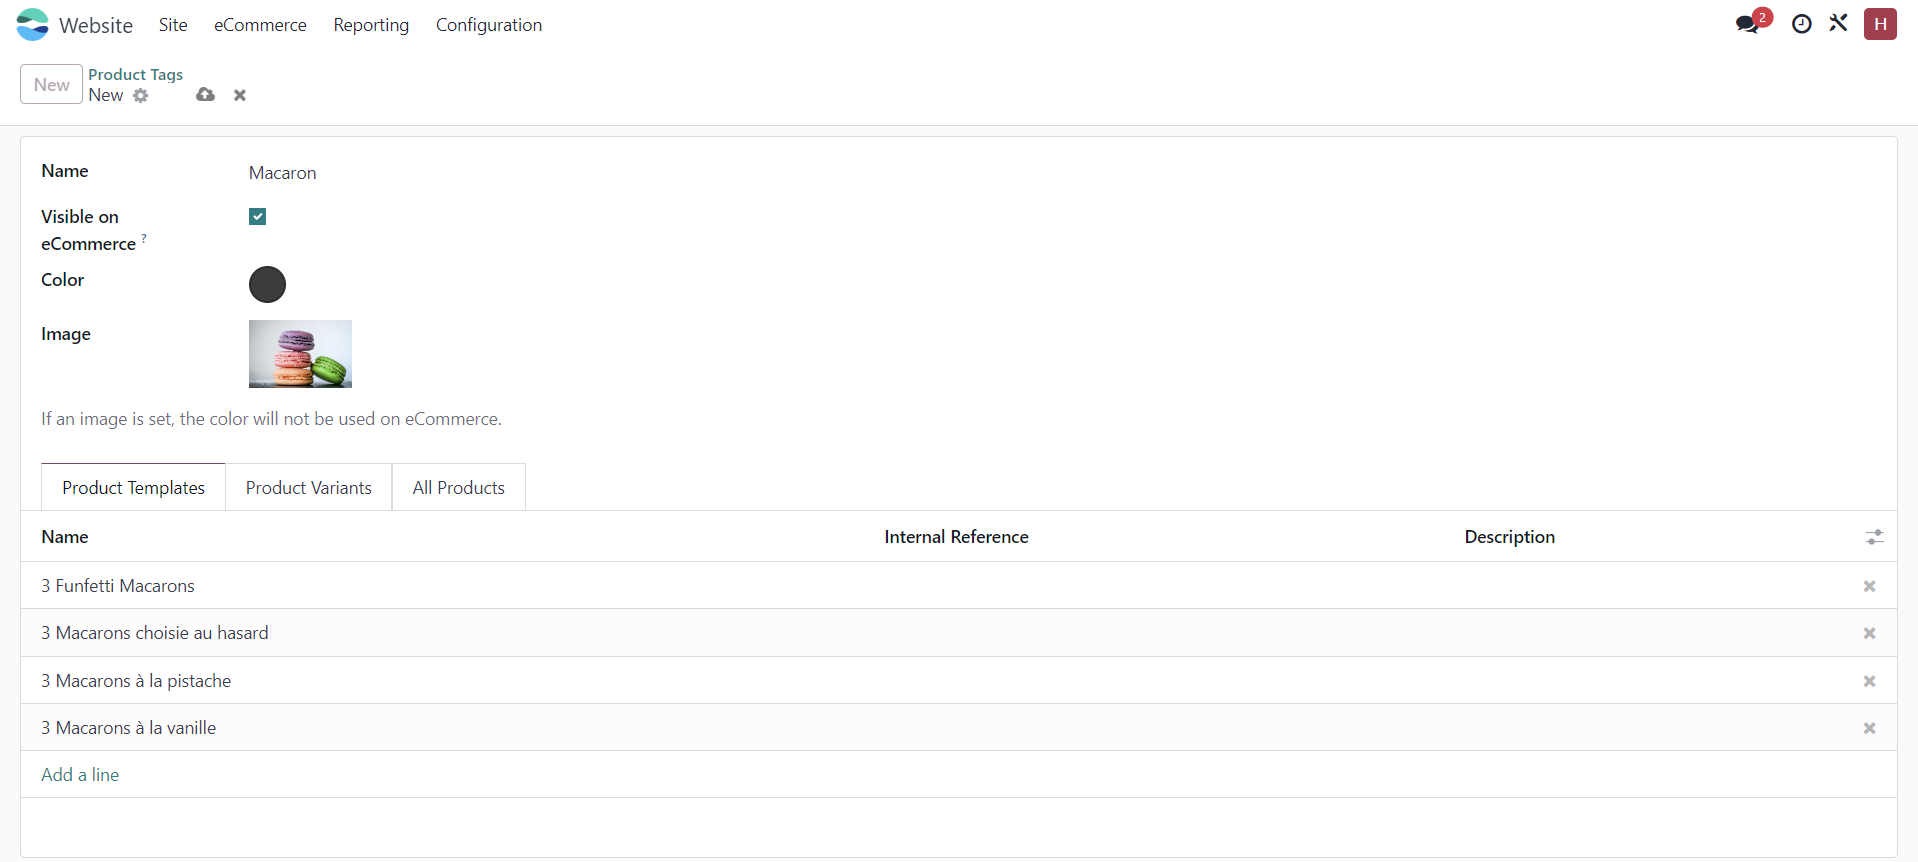 Website Site eCommerce Reporting Configuration 2 H
New Product Tags
New
Name Macaron
Visible on
eCommerce ?
Color
Image
If an image is set, the color will not be used on eCommerce.
Product Templates Product Variants All Products
Name Internal Reference Description
3 Funfetti Macarons
3 Macarons choisie au hasard
3 Macarons à la pistache
3 Macarons à la vanille
Add a line